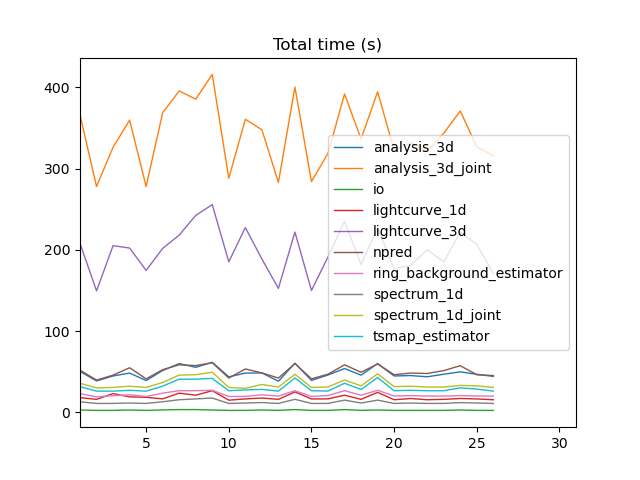 Total time (s)
400
300
200
100
0
analysis_3d
analysis_3d_joint
io
lightcurve_1d
lightcurve_3d
npred
ring_background_estimator
spectrum_1d
spectrum_1d_joint
tsmap_estimator
5 10 15 20 25 30